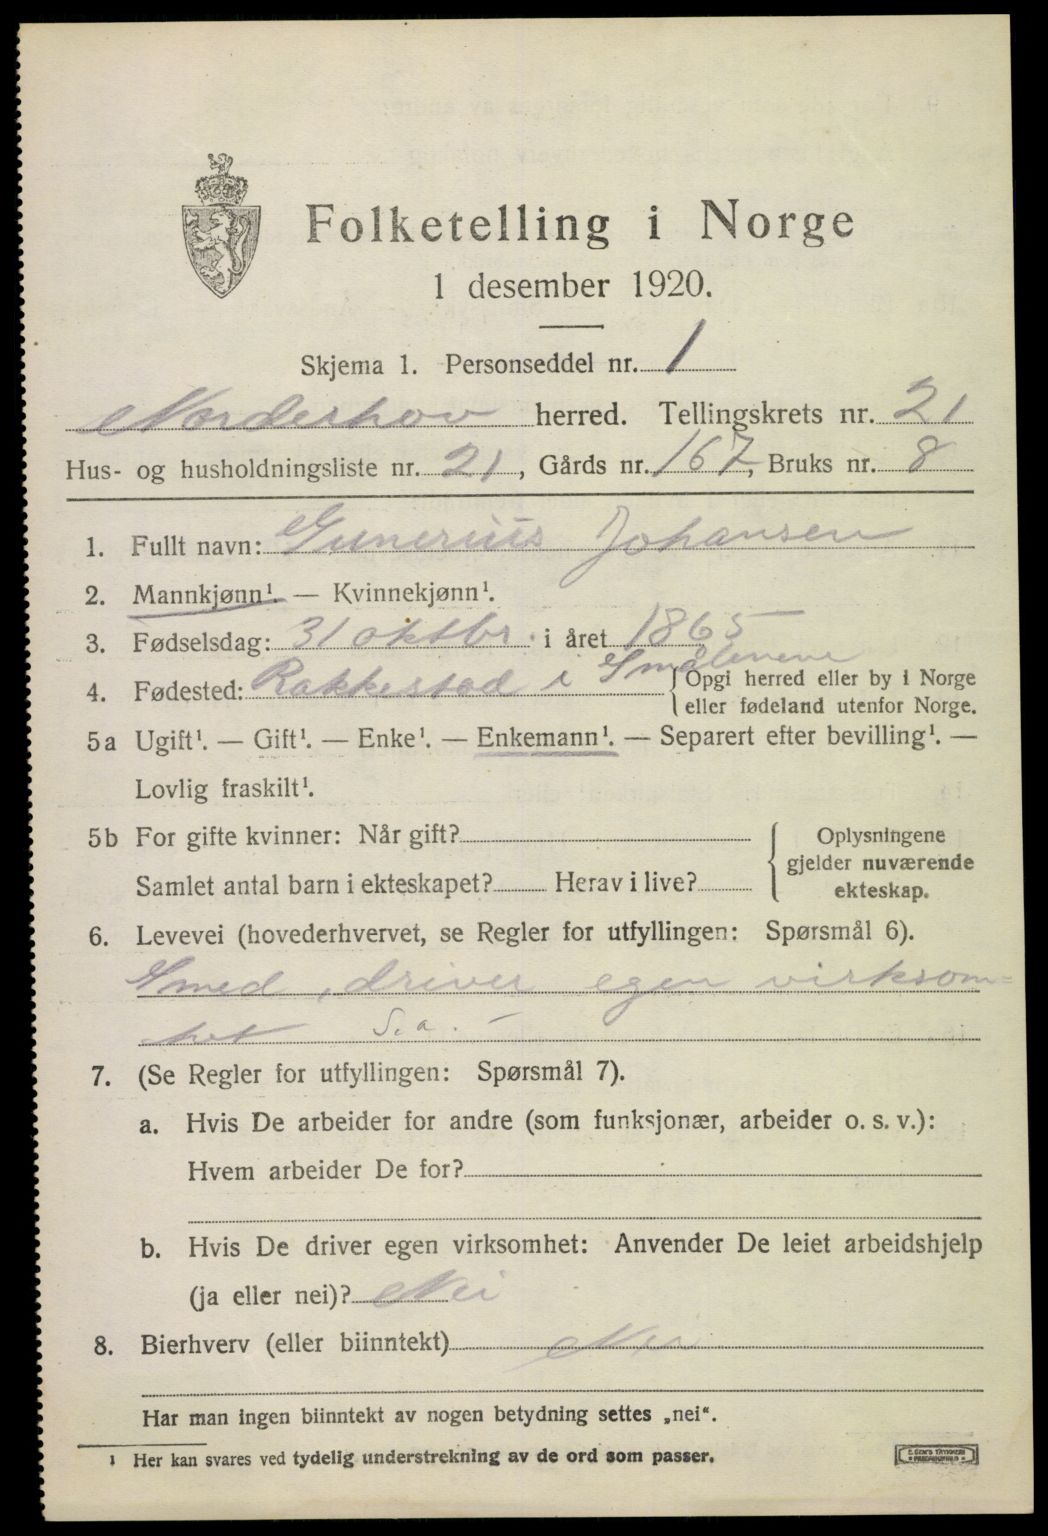 Folketelling i Norge
1 desember 1920.
Skjema 1. Personseddel nr. 1
Norderhov herred. Tellingskrets nr. 21
Hus- og husholdningsliste nr. 21, Gårds nr. 167, Bruks nr. 8
1. Fullt navn: Gunerius Johansen
2. Mannkjønn¹. — Kvinnekjønn¹.
3. Fødselsdag: 31 oktbr. i året 1865
4. Fødested: Rakkestad i Smålenene { Opgi herred eller by i Norge
eller fødeland utenfor Norge.
5a Ugift¹. — Gift¹. — Enke¹. — Enkemann¹. — Separert efter bevilling¹. —
Lovlig fraskilt¹.
5b For gifte kvinner: Når gift? { Oplysningene
gjelder nuværende
Samlet antal barn i ekteskapet? Herav i live? ekteskap.
6. Levevei (hovederhvervet, se Regler for utfyllingen: Spørsmål 6).
Smed, driver egen virksom-
het S. a. –
7. (Se Regler for utfyllingen: Spørsmål 7).
a. Hvis De arbeider for andre (som funksjonær, arbeider o. s. v.):
Hvem arbeider De for?
b. Hvis De driver egen virksomhet: Anvender De leiet arbeidshjelp
(ja eller nei)? Nei
8. Bierhverv (eller biinntekt) Nei
Har man ingen biinntekt av nogen betydning settes „nei“.
¹ Her kan svares ved tydelig understrekning av de ord som passer.